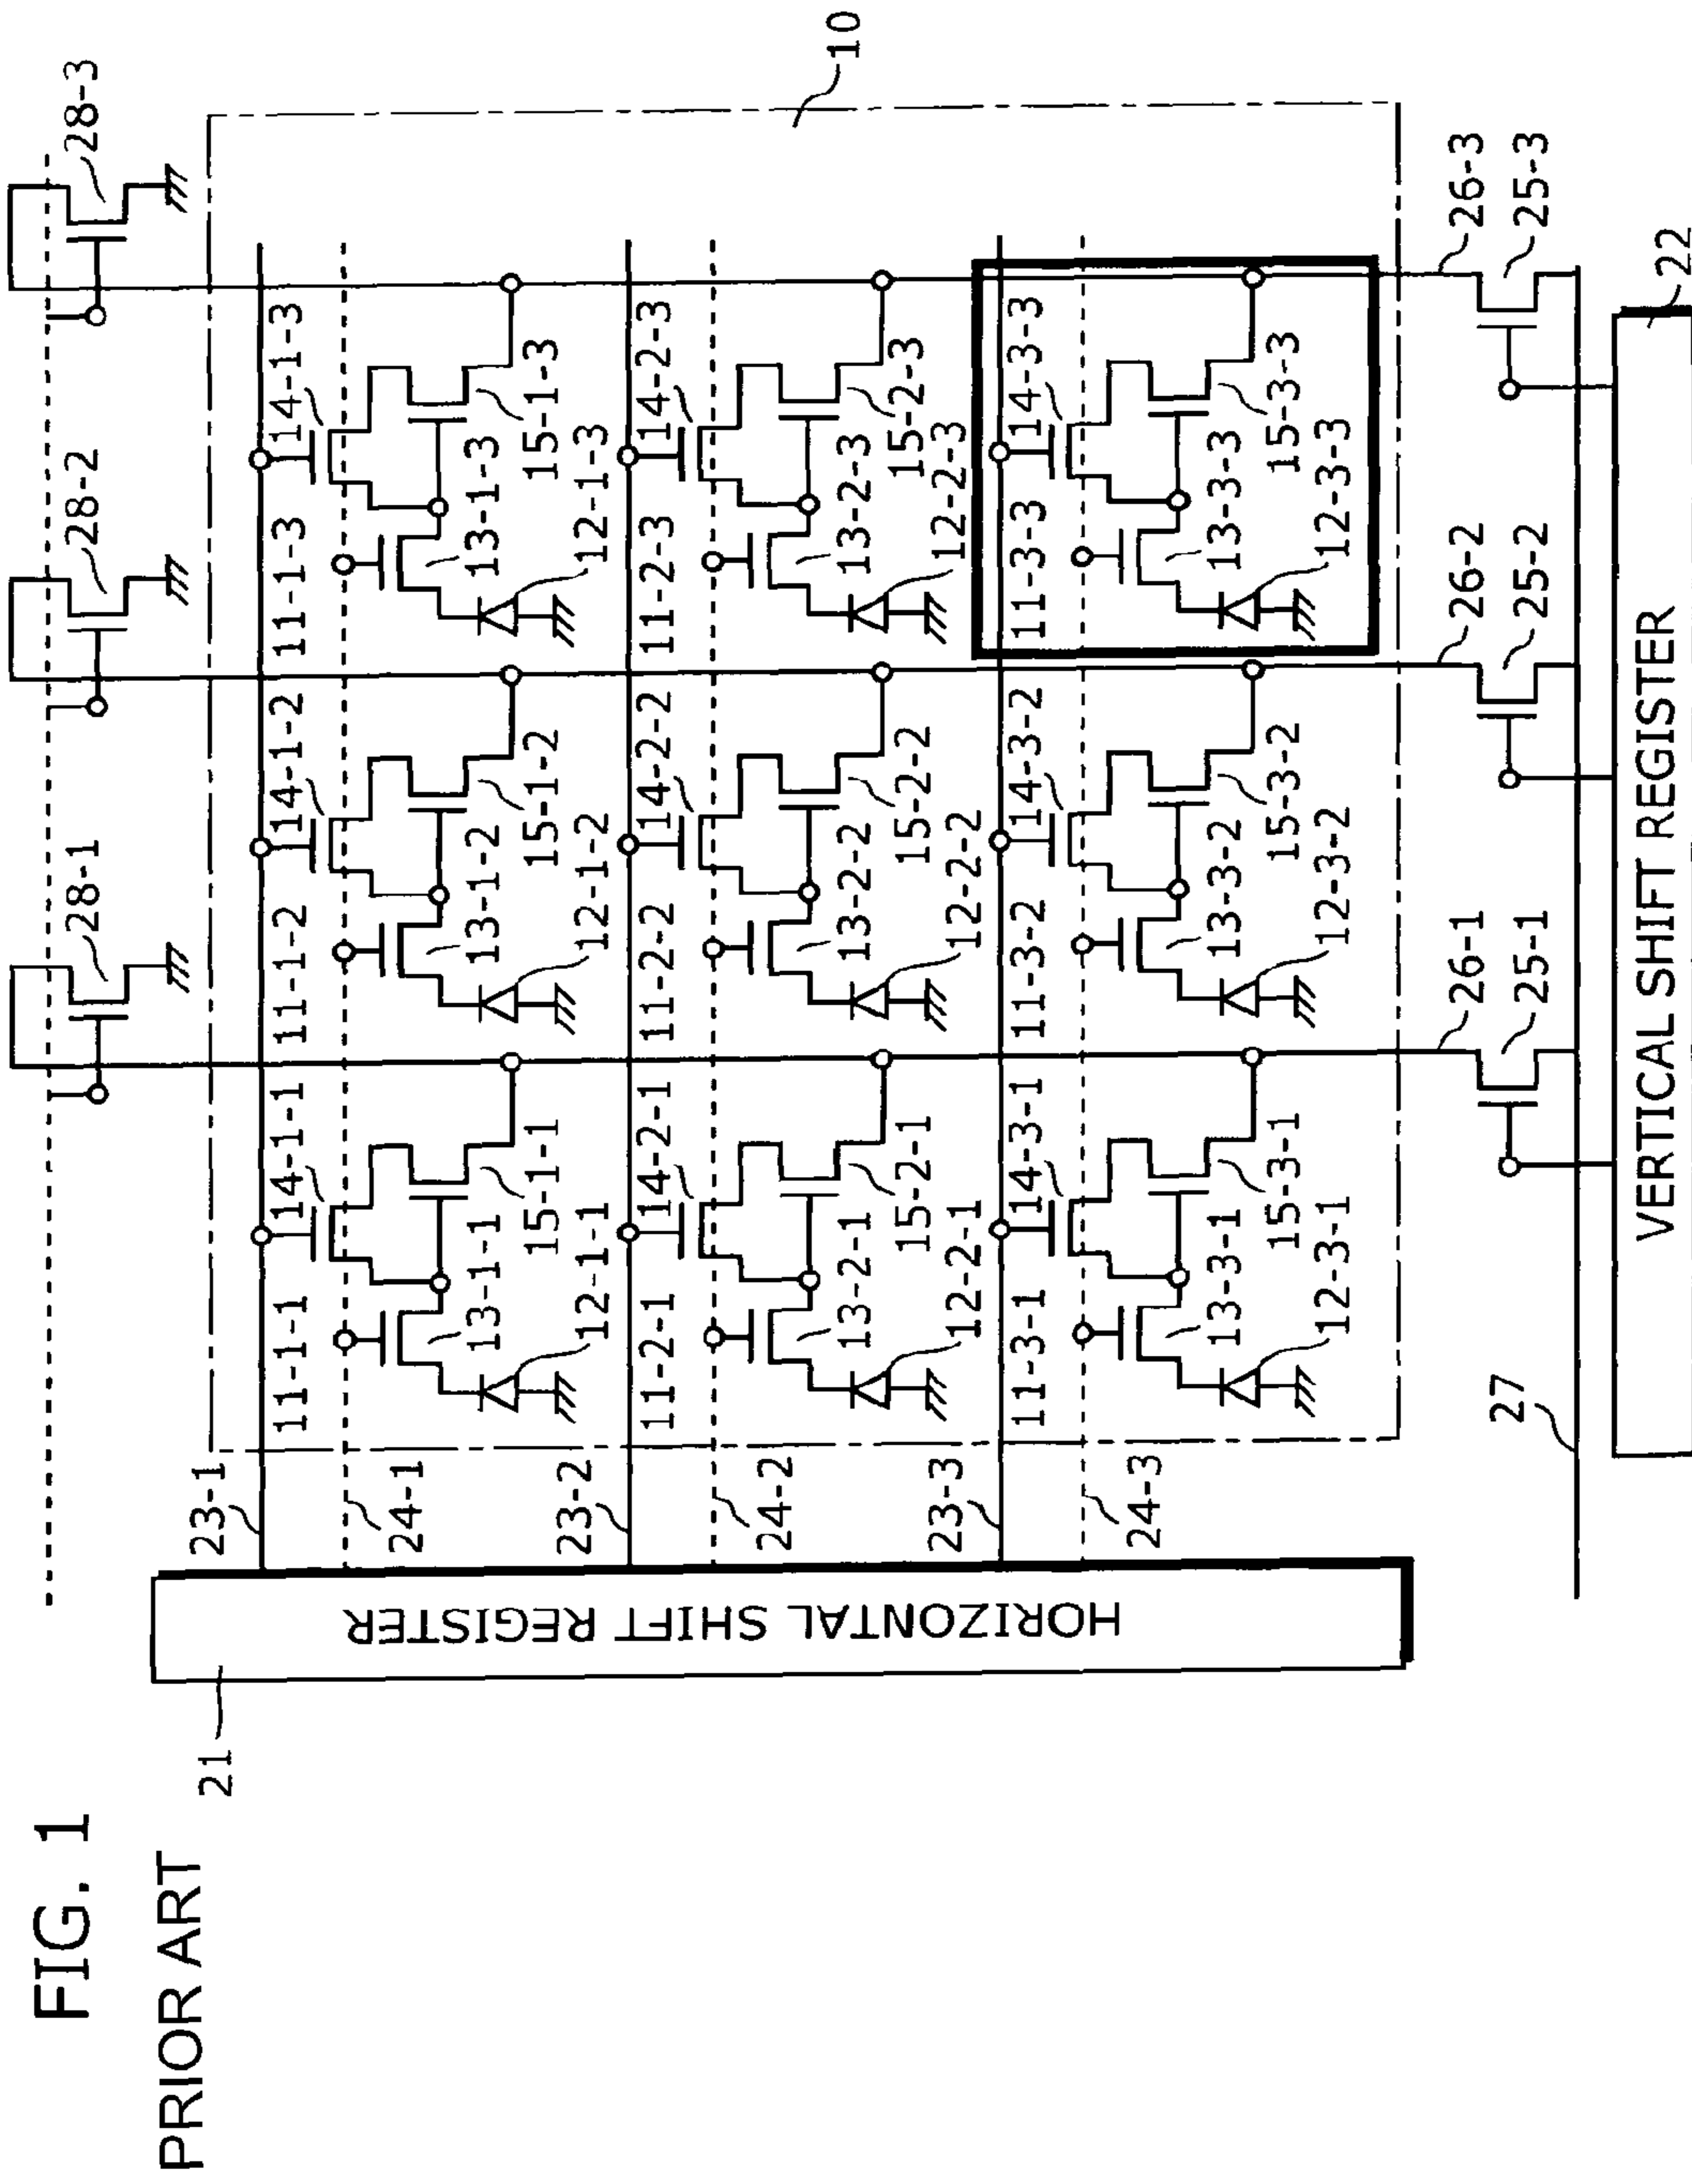 FIG. 1
PRIOR ART
28-1 28-2 28-3
21
23-1
11-1-1 14-1-1 11-1-2 14-1-2 11-1-3 14-1-3
24-1
13-1-1 13-1-2 13-1-3
15-1-1 15-1-2 15-1-3
12-1-1 12-1-2 12-1-3
23-2
11-2-1 14-2-1 11-2-2 14-2-2 11-2-3 14-2-3
24-2
HORIZONTAL SHIFT REGISTER
10
13-2-1 13-2-2 13-2-3
15-2-1 15-2-2 15-2-3
12-2-1 12-2-2 12-2-3
23-3
11-3-1 14-3-1 11-3-2 14-3-2 11-3-3 14-3-3
24-3
13-3-1 13-3-2 13-3-3
15-3-1 15-3-2 15-3-3
12-3-1 12-3-2 12-3-3
26-1 26-2 26-3
27
25-1 25-2 25-3
22
VERTICAL SHIFT REGISTER